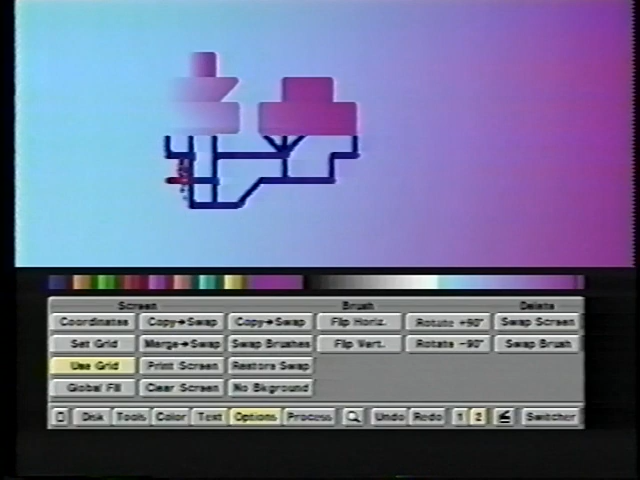 Screen Brush Delete
Coordinates Copy→Swap Copy→Swap Flip Horiz. Rotate +90° Swap Screen
Set Grid Merge→Swap Swap Brushes Flip Vert. Rotate -90° Swap Brush
Use Grid Print Screen Restore Swap
Global Fill Clear Screen No Bkground
Disk Tools Color Text Options Process Undo Redo 1 2 Switcher